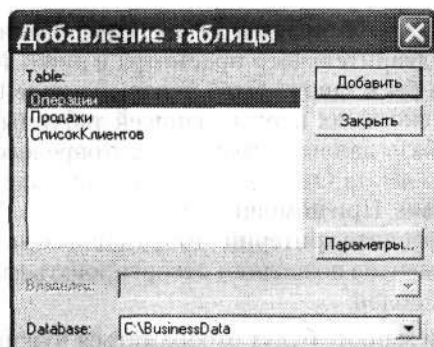 Добавление таблицы
Table:
Операции
Продажи
СписокКлиентов
Добавить
Закрыть
Параметры...
Владелец:
Database: C:\BusinessData